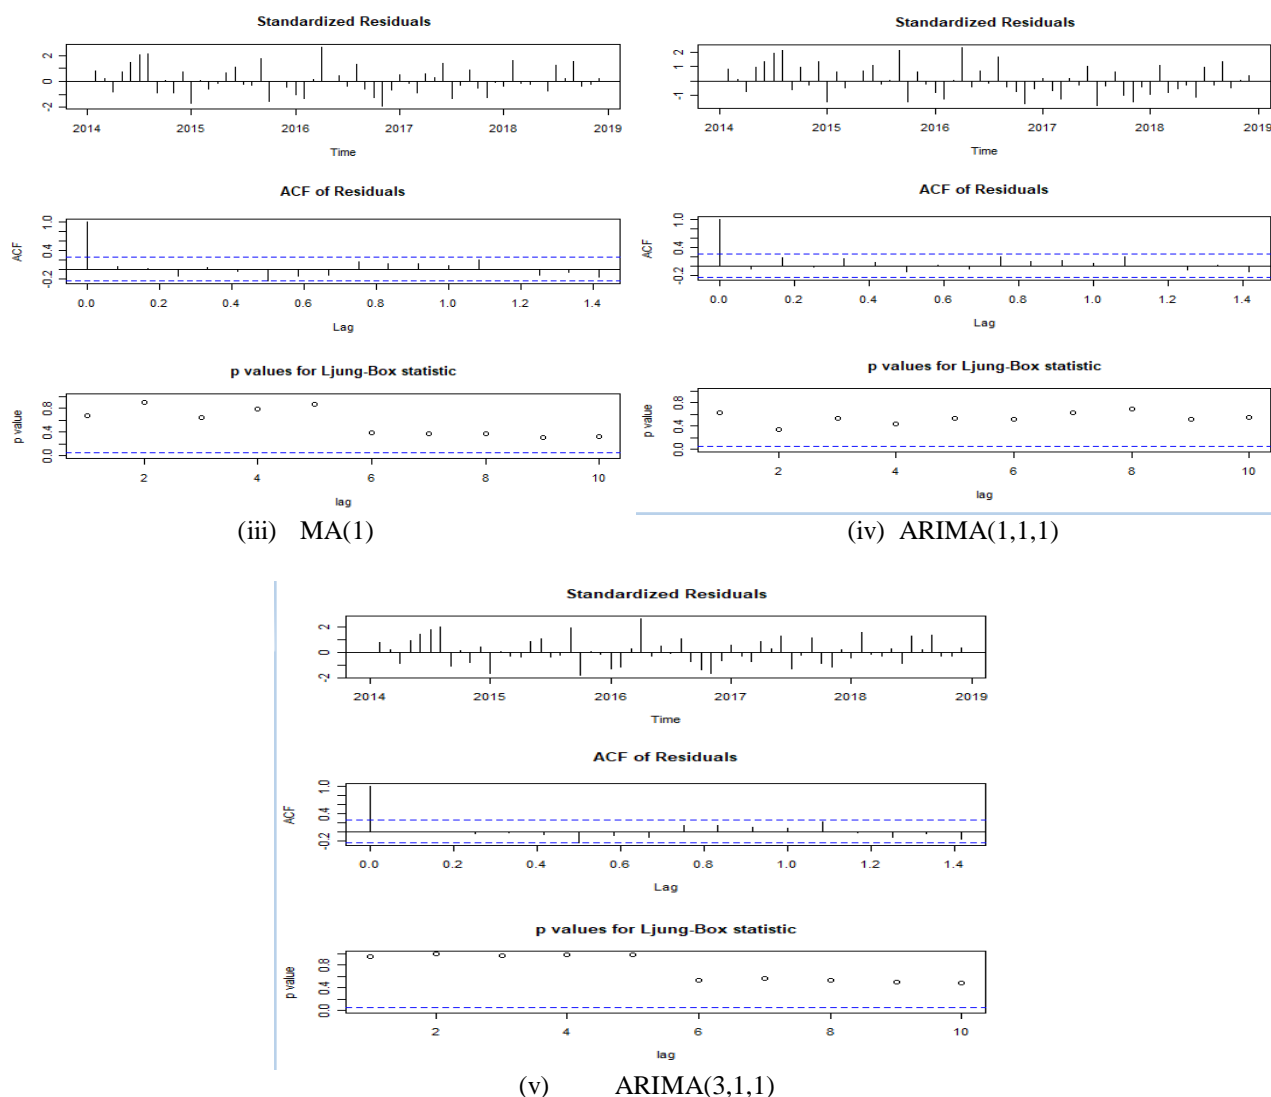 Standardized Residuals
2
0
-2
2014 2015 2016 2017 2018 2019
Time
ACF of Residuals
ACF
1.0
0.4
-0.2
0.0 0.2 0.4 0.6 0.8 1.0 1.2 1.4
Lag
p values for Ljung-Box statistic
p value
0.8
0.4
0.0
2 4 6 8 10
lag
(iii) MA(1)
Standardized Residuals
2
1
-1
2014 2015 2016 2017 2018 2019
Time
ACF of Residuals
ACF
1.0
0.4
-0.2
0.0 0.2 0.4 0.6 0.8 1.0 1.2 1.4
Lag
p values for Ljung-Box statistic
p value
0.8
0.4
0.0
2 4 6 8 10
lag
(iv) ARIMA(1,1,1)
Standardized Residuals
2
0
-2
2014 2015 2016 2017 2018 2019
Time
ACF of Residuals
ACF
1.0
0.4
-0.2
0.0 0.2 0.4 0.6 0.8 1.0 1.2 1.4
Lag
p values for Ljung-Box statistic
p value
0.8
0.4
0.0
2 4 6 8 10
lag
(v) ARIMA(3,1,1)